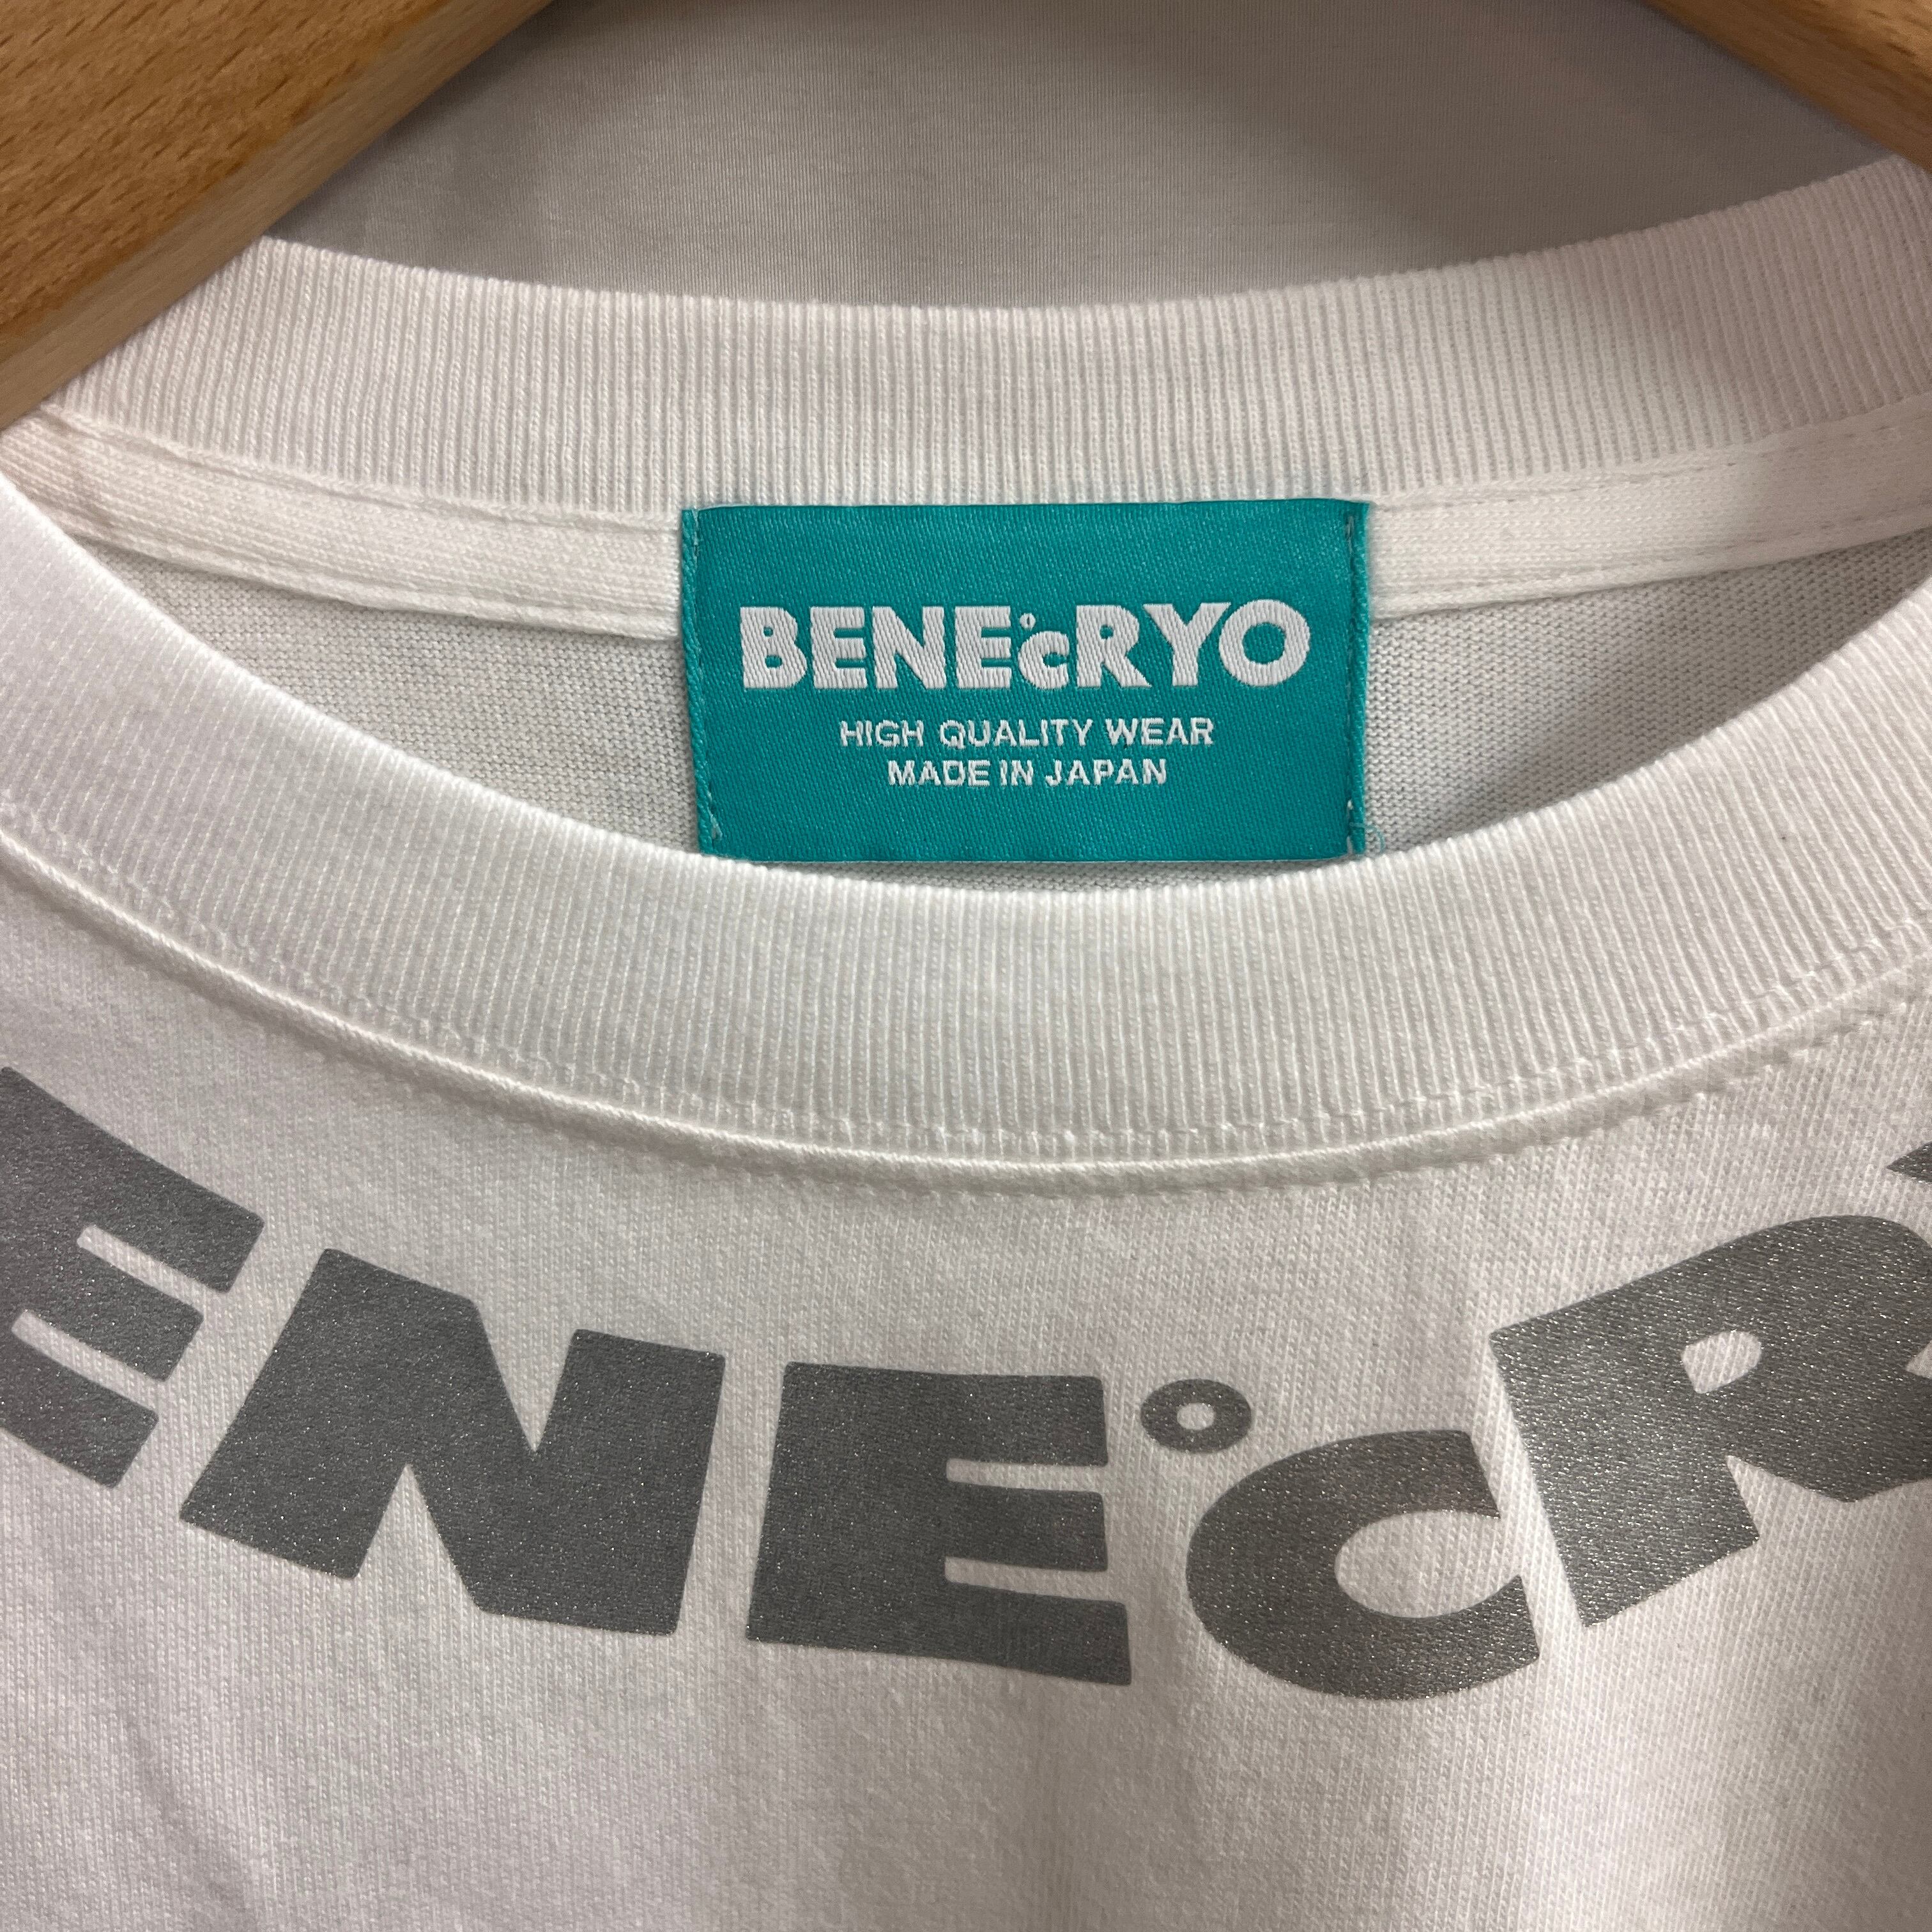 BENE℃RYO
HIGH QUALITY WEAR
MADE IN JAPAN
ENE℃R